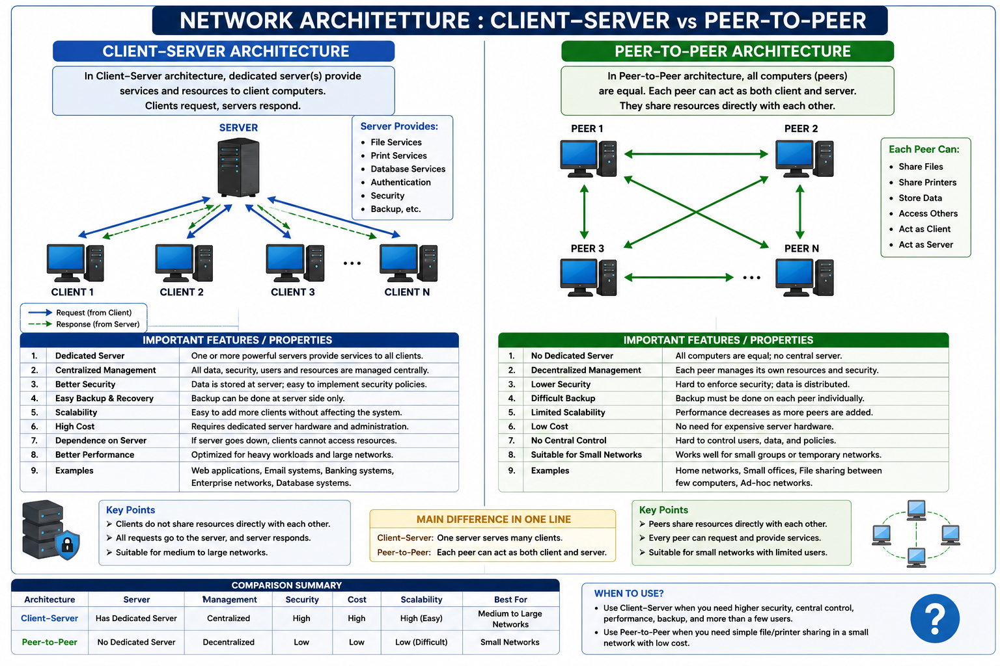 NETWORK ARCHITETTURE : CLIENT–SERVER vs PEER-TO-PEER
CLIENT–SERVER ARCHITECTURE
In Client–Server architecture, dedicated server(s) provide
services and resources to client computers.
Clients request, servers respond.
SERVER
Server Provides:
• File Services
• Print Services
• Database Services
• Authentication
• Security
• Backup, etc.
CLIENT 1
CLIENT 2
CLIENT 3
...
CLIENT N
Request (from Client)
Response (from Server)
IMPORTANT FEATURES / PROPERTIES
1. Dedicated Server One or more powerful servers provide services to all clients.
2. Centralized Management All data, security, users and resources are managed centrally.
3. Better Security Data is stored at server; easy to implement security policies.
4. Easy Backup & Recovery Backup can be done at server side only.
5. Scalability Easy to add more clients without affecting the system.
6. High Cost Requires dedicated server hardware and administration.
7. Dependence on Server If server goes down, clients cannot access resources.
8. Better Performance Optimized for heavy workloads and large networks.
9. Examples Web applications, Email systems, Banking systems,
Enterprise networks, Database systems.
Key Points
➢ Clients do not share resources directly with each other.
➢ All requests go to the server, and server responds.
➢ Suitable for medium to large networks.
PEER-TO-PEER ARCHITECTURE
In Peer-to-Peer architecture, all computers (peers)
are equal. Each peer can act as both client and server.
They share resources directly with each other.
PEER 1
PEER 2
PEER 3
PEER N
...
Each Peer Can:
• Share Files
• Share Printers
• Store Data
• Access Others
• Act as Client
• Act as Server
IMPORTANT FEATURES / PROPERTIES
1. No Dedicated Server All computers are equal; no central server.
2. Decentralized Management Each peer manages its own resources and security.
3. Lower Security Hard to enforce security; data is distributed.
4. Difficult Backup Backup must be done on each peer individually.
5. Limited Scalability Performance decreases as more peers are added.
6. Low Cost No need for expensive server hardware.
7. No Central Control Hard to control users, data, and policies.
8. Suitable for Small Networks Works well for small groups or temporary networks.
9. Examples Home networks, Small offices, File sharing between
few computers, Ad-hoc networks.
MAIN DIFFERENCE IN ONE LINE
Client–Server: One server serves many clients.
Peer-to-Peer: Each peer can act as both client and server.
Key Points
➢ Peers share resources directly with each other.
➢ Every peer can request and provide services.
➢ Suitable for small networks with limited users.
COMPARISON SUMMARY
Architecture Server Management Security Cost Scalability Best For
Client–Server Has Dedicated Server Centralized High High High (Easy) Medium to Large
Networks
Peer-to-Peer No Dedicated Server Decentralized Low Low Low (Difficult) Small Networks
WHEN TO USE?
• Use Client–Server when you need higher security, central control,
performance, backup, and more than a few users.
• Use Peer-to-Peer when you need simple file/printer sharing in a small
network with low cost.
?